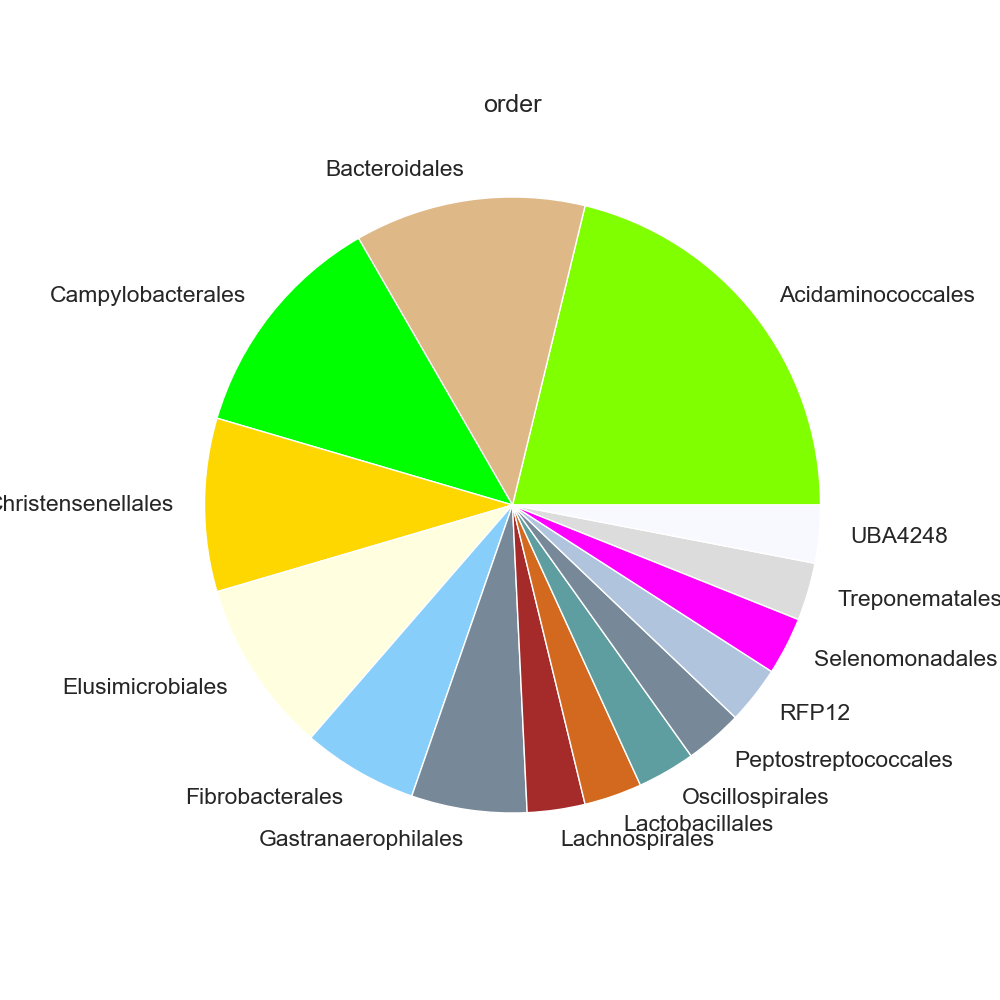 order
Bacteroidales
Campylobacterales
Acidaminococcales
Christensenellales
UBA4248
Treponematales
Selenomonadales
Elusimicrobiales
RFP12
Peptostreptococcales
Fibrobacterales
Oscillospirales
Lactobacillales
Gastranaerophilales
Lachnospirales